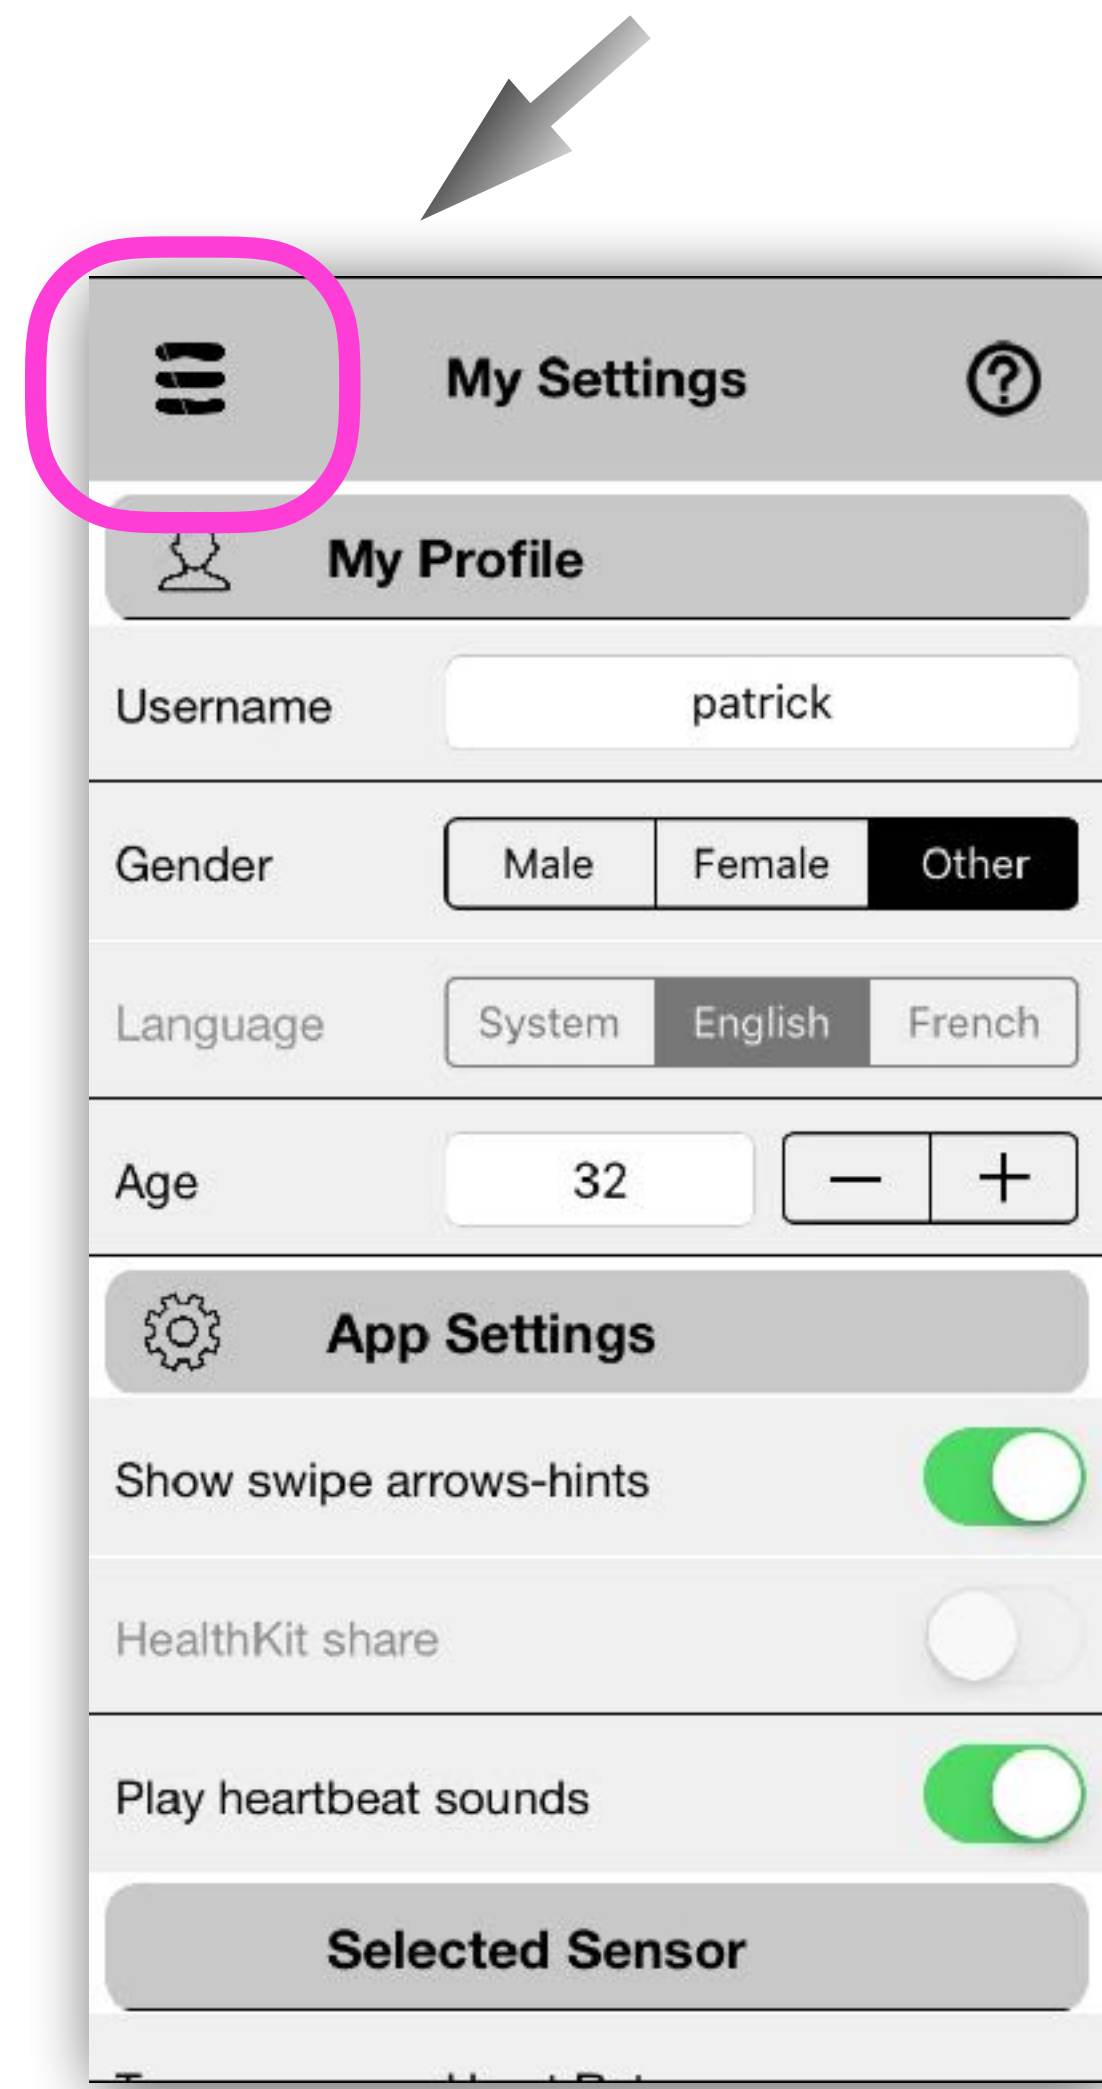 My Settings
My Profile
Username patrick
Gender Male Female Other
Language System English French
Age 32 — +
App Settings
Show swipe arrows-hints
HealthKit share
Play heartbeat sounds
Selected Sensor